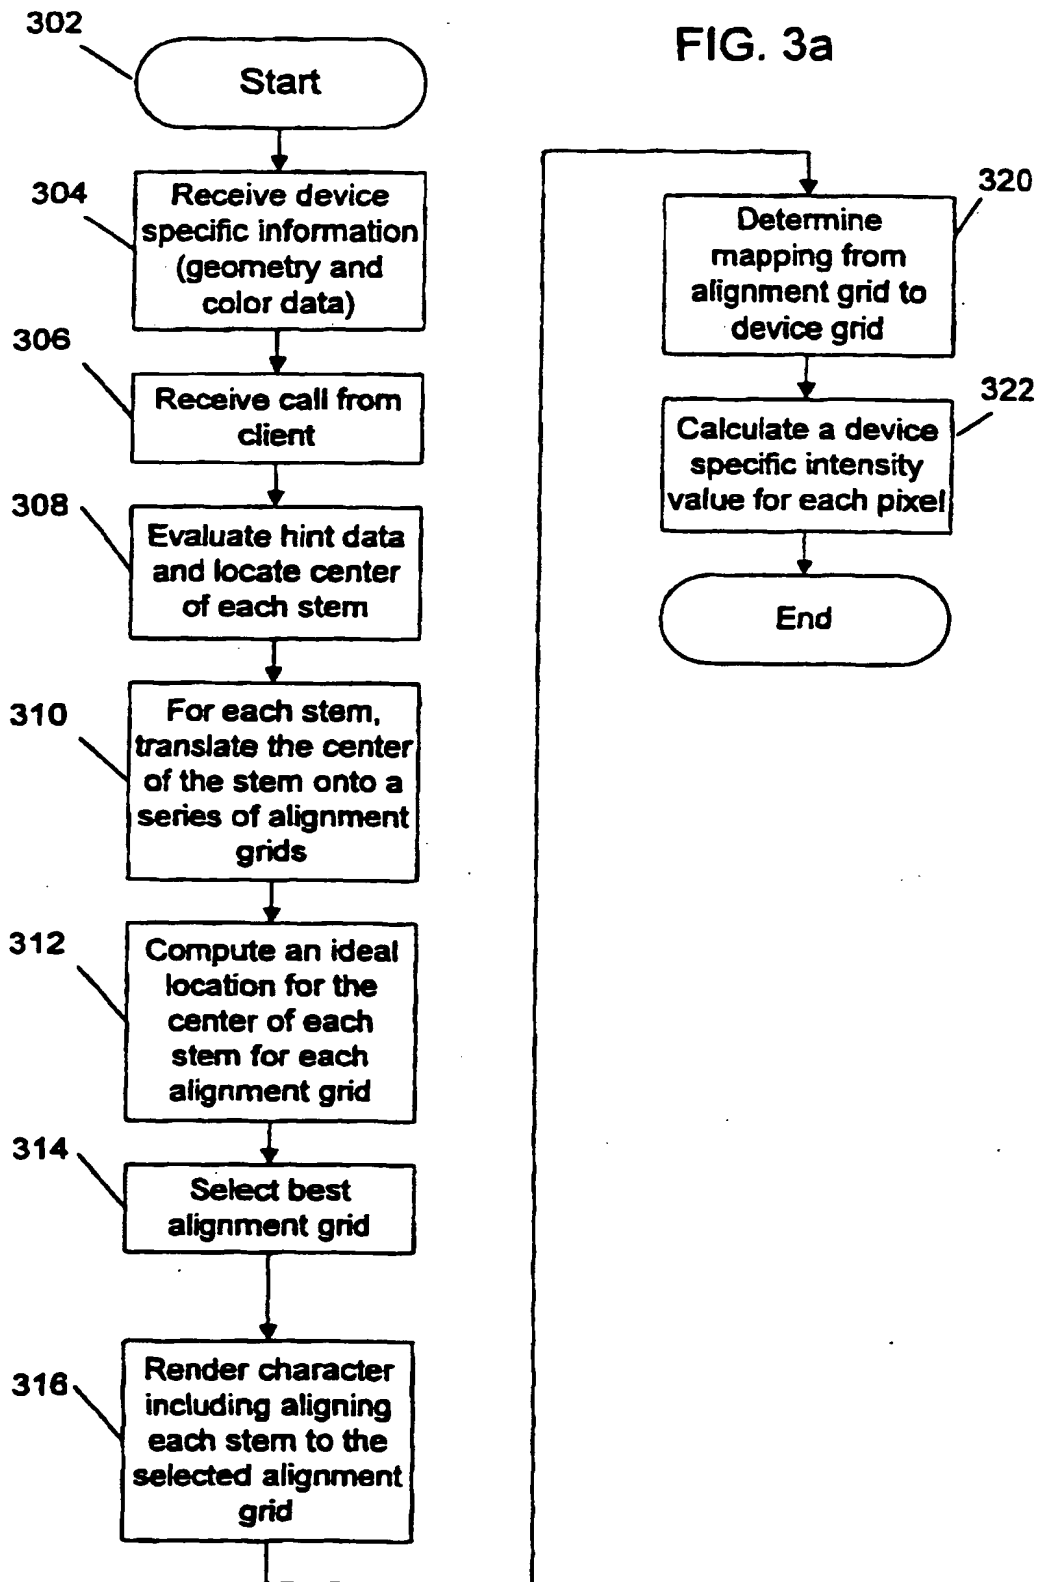 FIG. 3a
302
Start
304
Receive device
specific information
(geometry and
color data)
306
Receive call from
client
308
Evaluate hint data
and locate center
of each stem
310
For each stem,
translate the center
of the stem onto a
series of alignment
grids
312
Compute an ideal
location for the
center of each
stem for each
alignment grid
314
Select best
alignment grid
316
Render character
including aligning
each stem to the
selected alignment
grid
320
Determine
mapping from
alignment grid to
device grid
322
Calculate a device
specific intensity
value for each pixel
End